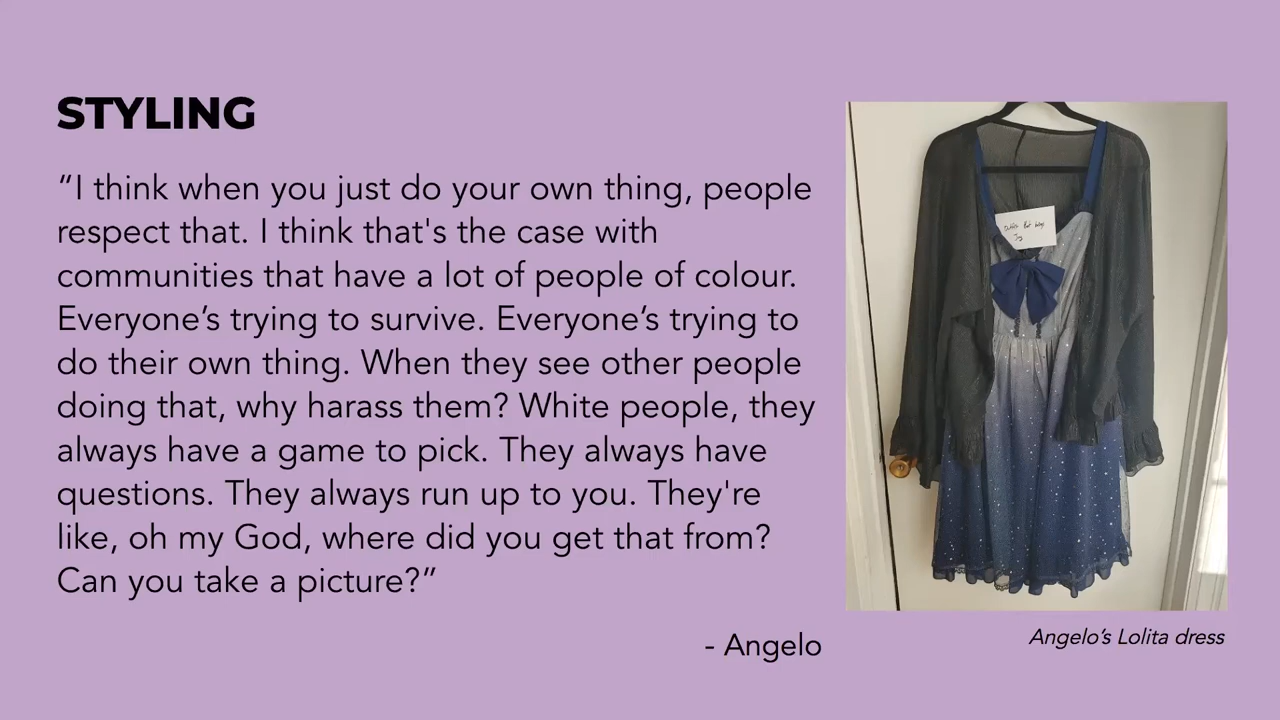 STYLING
“I think when you just do your own thing, people
respect that. I think that's the case with
communities that have a lot of people of colour.
Everyone’s trying to survive. Everyone’s trying to
do their own thing. When they see other people
doing that, why harass them? White people, they
always have a game to pick. They always have
questions. They always run up to you. They're
like, oh my God, where did you get that from?
Can you take a picture?”
- Angelo
Outfit that brings
Joy
Angelo’s Lolita dress